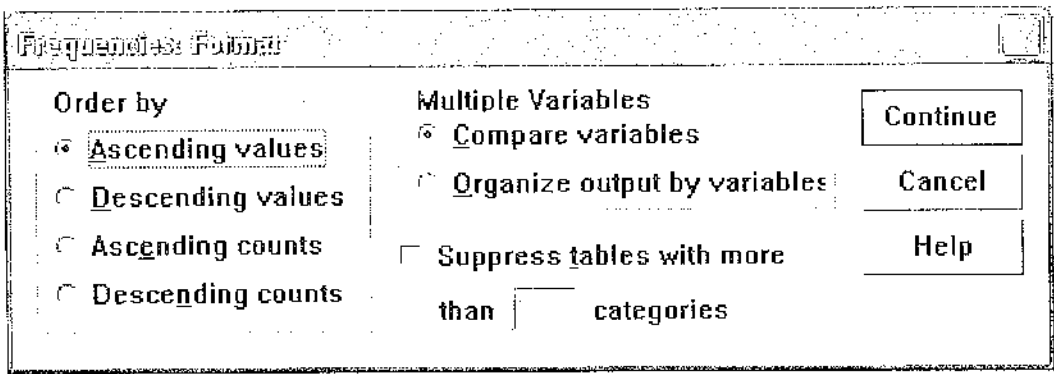 Frequencies: Format
Order by
Ascending values
Descending values
Ascending counts
Descending counts
Multiple Variables
Compare variables
Organize output by variables
Suppress tables with more
than categories
Continue
Cancel
Help